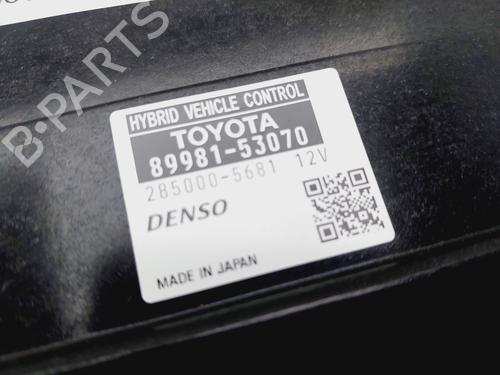 B-PARTS
HYBRID VEHICLE CONTROL
TOYOTA
89981-53070
285000-5681 12V
DENSO
MADE IN JAPAN